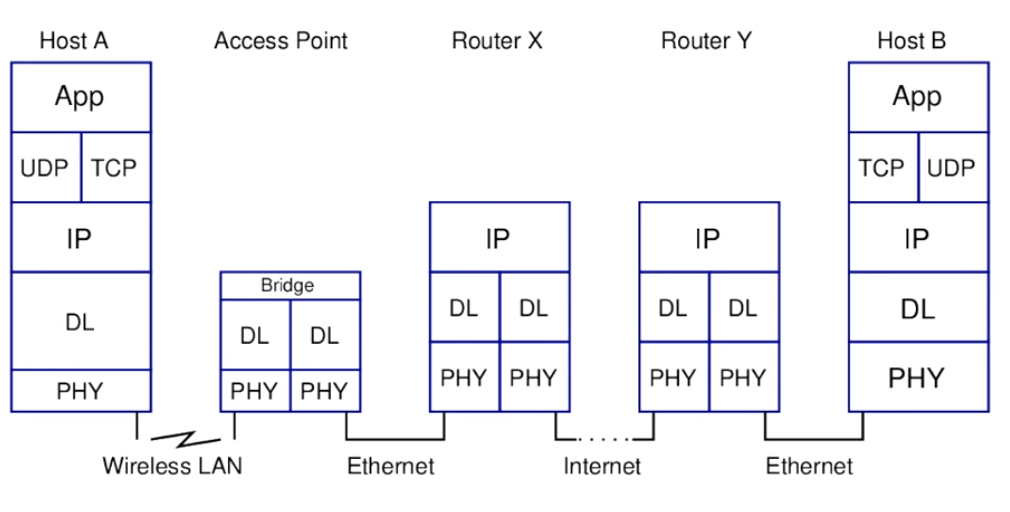 Host A
Access Point
Router X
Router Y
Host B
App
App
UDP TCP
TCP UDP
IP
IP
IP
IP
Bridge
DL
DL DL
DL DL
DL DL
DL
PHY
PHY PHY
PHY PHY
PHY PHY
PHY
Wireless LAN
Ethernet
Internet
Ethernet